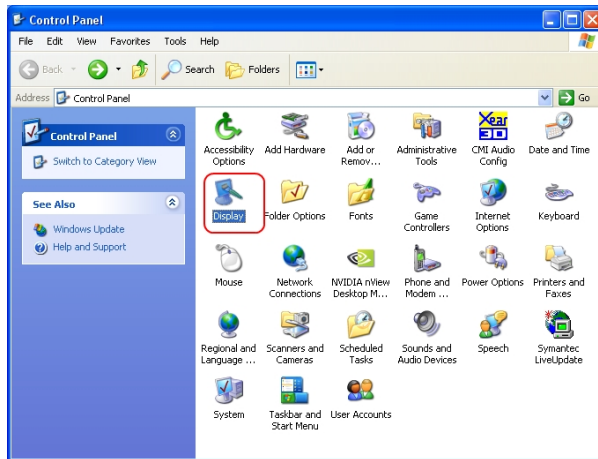 Control Panel
File Edit View Favorites Tools Help
Back Search Folders
Address Control Panel Go
Control Panel
Switch to Category View
See Also
Windows Update
Help and Support
Accessibility Options
Add Hardware
Add or Remov...
Administrative Tools
Xear 3D
CMI Audio Config
Date and Time
Display
Folder Options
Fonts
Game Controllers
Internet Options
Keyboard
Mouse
Network Connections
NVIDIA nView Desktop M...
Phone and Modem ...
Power Options
Printers and Faxes
Regional and Language ...
Scanners and Cameras
Scheduled Tasks
Sounds and Audio Devices
Speech
Symantec LiveUpdate
System
Taskbar and Start Menu
User Accounts